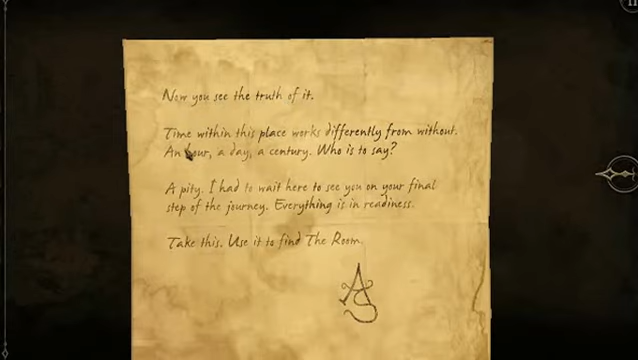 Now you see the truth of it.
Time within this place works differently from without.
An hour, a day, a century. Who is to say?
A pity. I had to wait here to see you on your final
step of the journey. Everything is in readiness.
Take this. Use it to find The Room.
AS